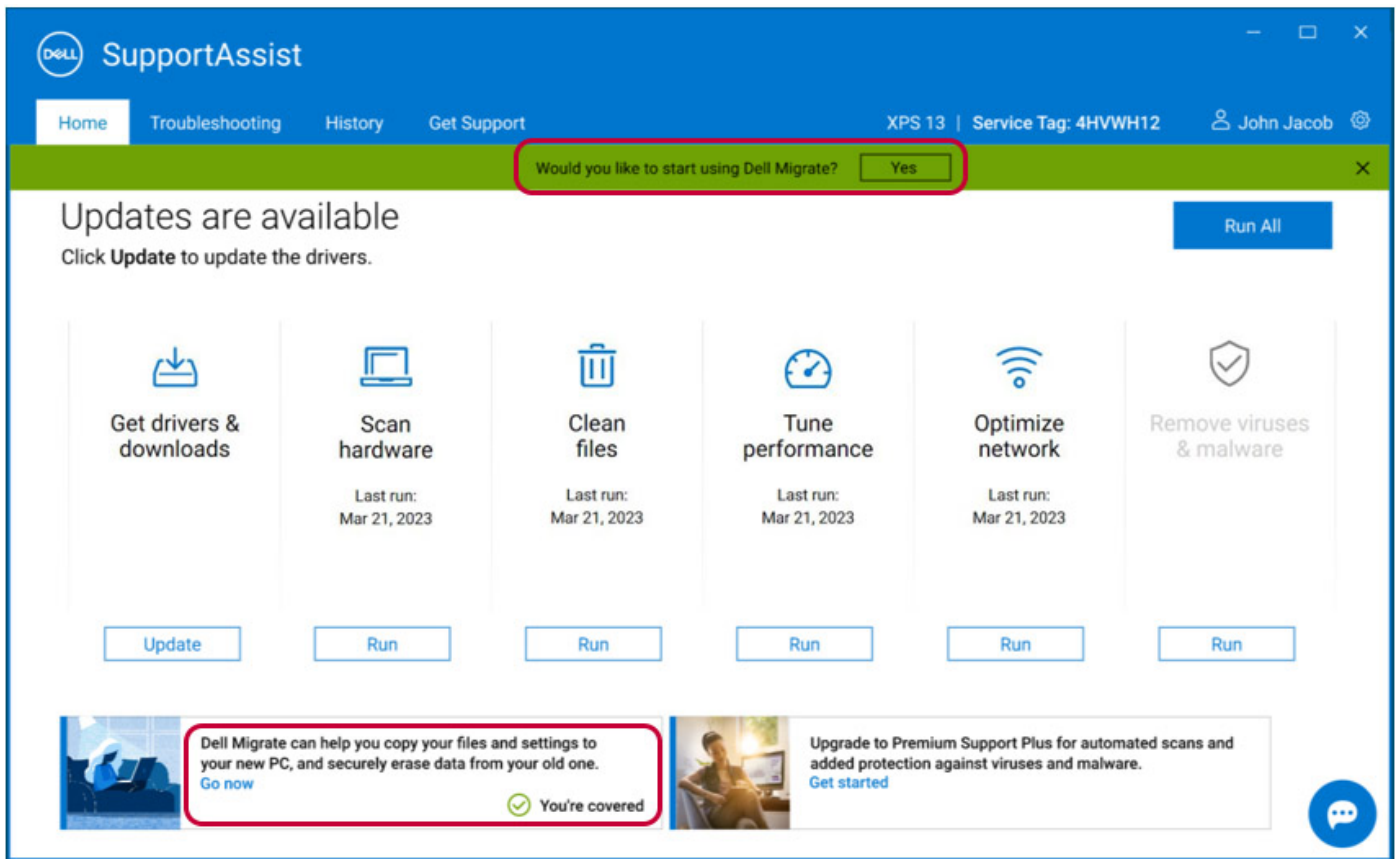 DELL SupportAssist
Home Troubleshooting History Get Support XPS 13 | Service Tag: 4HVWH12 John Jacob
Would you like to start using Dell Migrate? Yes
Updates are available
Run All
Click Update to update the drivers.
Get drivers &
downloads
Scan
hardware
Last run:
Mar 21, 2023
Clean
files
Last run:
Mar 21, 2023
Tune
performance
Last run:
Mar 21, 2023
Optimize
network
Last run:
Mar 21, 2023
Remove viruses
& malware
Update Run Run Run Run Run
Dell Migrate can help you copy your files and settings to
your new PC, and securely erase data from your old one.
Go now
You're covered
Upgrade to Premium Support Plus for automated scans and
added protection against viruses and malware.
Get started